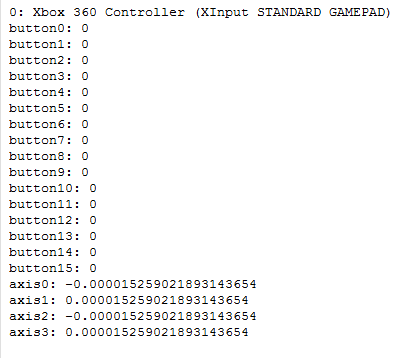 0: Xbox 360 Controller (XInput STANDARD GAMEPAD)
button0: 0
button1: 0
button2: 0
button3: 0
button4: 0
button5: 0
button6: 0
button7: 0
button8: 0
button9: 0
button10: 0
button11: 0
button12: 0
button13: 0
button14: 0
button15: 0
axis0: -0.000015259021893143654
axis1: 0.000015259021893143654
axis2: -0.000015259021893143654
axis3: 0.000015259021893143654